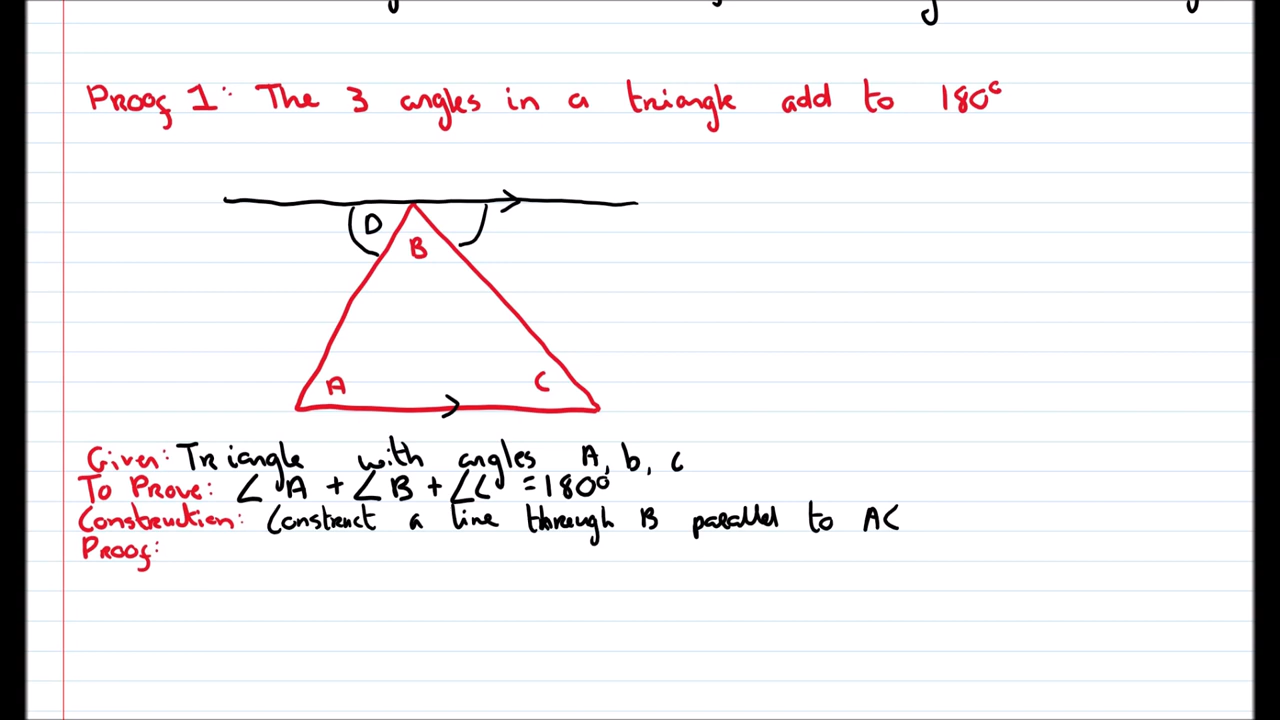 Proof 1: The 3 angles in a triangle add to 180°
D
B
A
C
Given: Triangle with angles A, b, c
To Prove: ∠A + ∠B + ∠C = 180°
Construction: Construct a line through B parallel to AC
Proof: